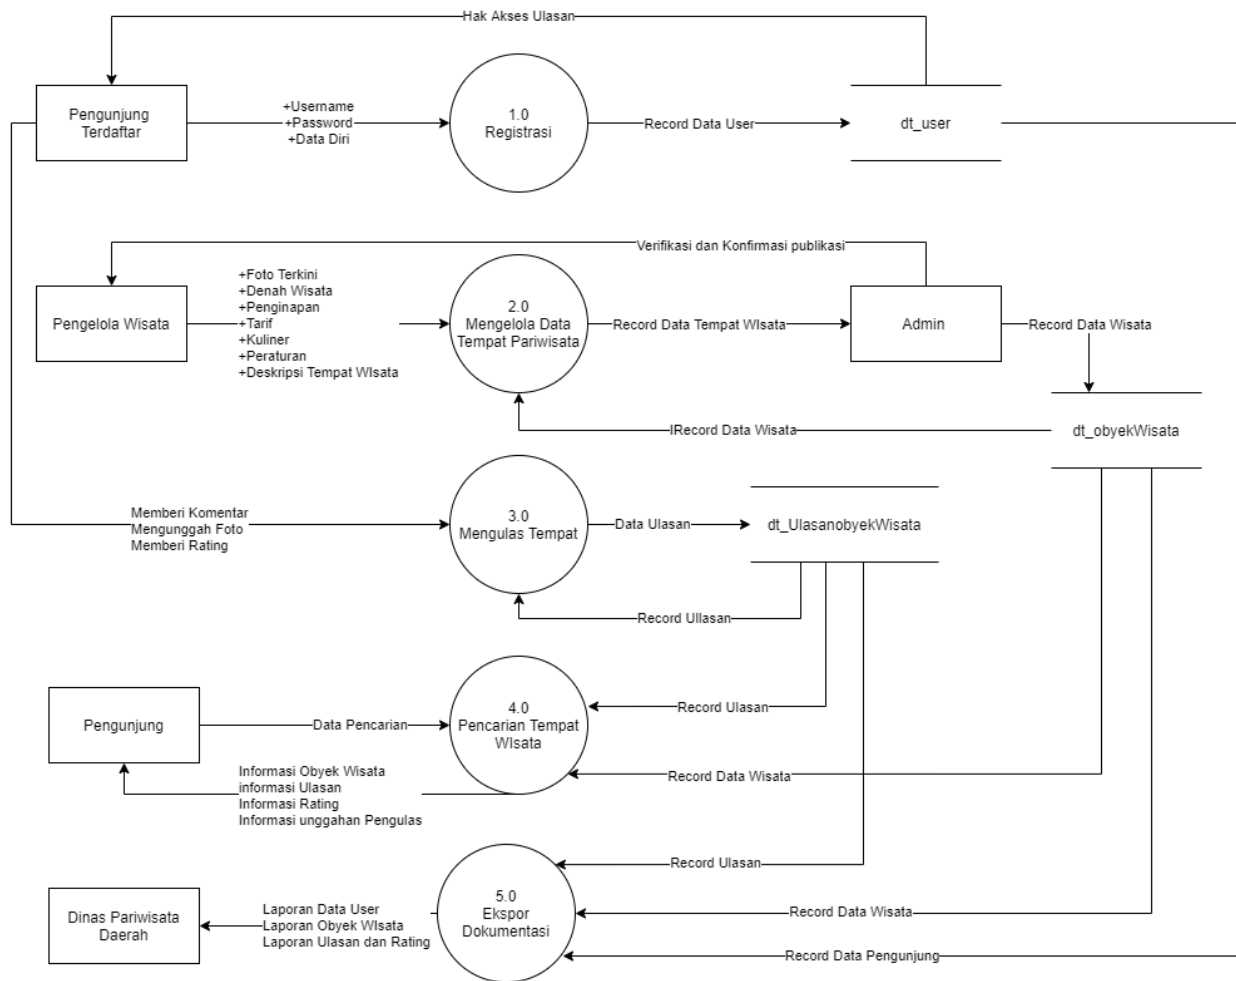 Hak Akses Ulasan
Pengunjung
Terdaftar
+Username
+Password
+Data Diri
1.0
Registrasi
Record Data User
dt_user
Verifikasi dan Konfirmasi publikasi
Pengelola Wisata
+Foto Terkini
+Denah Wisata
+Penginapan
+Tarif
+Kuliner
+Peraturan
+Deskripsi Tempat WIsata
2.0
Mengelola Data
Tempat Pariwisata
Record Data Tempat WIsata
Admin
Record Data Wisata
IRecord Data Wisata
dt_obyekWisata
Memberi Komentar
Mengunggah Foto
Memberi Rating
3.0
Mengulas Tempat
Data Ulasan
dt_UlasanobyekWisata
Record Ullasan
Pengunjung
Data Pencarian
4.0
Pencarian Tempat
WIsata
Record Ulasan
Record Data Wisata
Informasi Obyek Wisata
informasi Ulasan
Informasi Rating
Informasi unggahan Pengulas
Record Ulasan
Dinas Pariwisata
Daerah
Laporan Data User
Laporan Obyek WIsata
Laporan Ulasan dan Rating
5.0
Ekspor
Dokumentasi
Record Data Wisata
Record Data Pengunjung